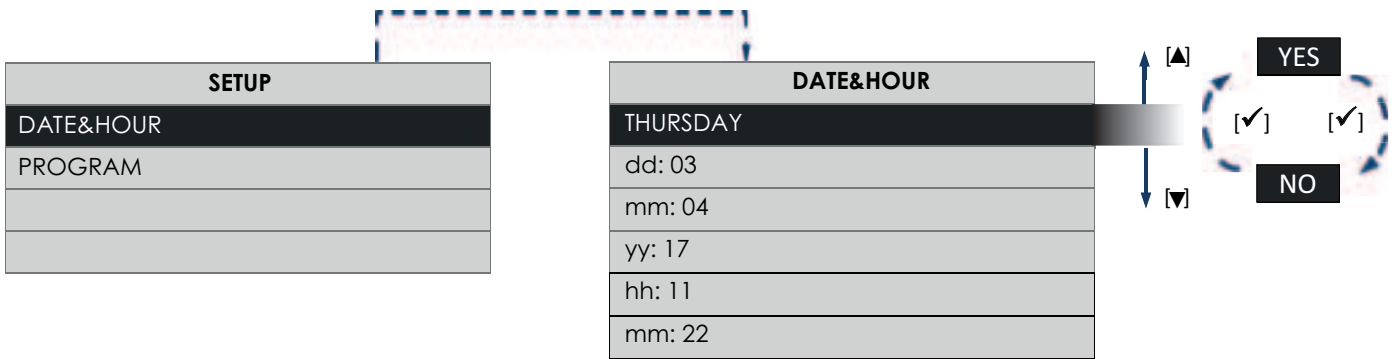 SETUP
DATE&HOUR
PROGRAM
DATE&HOUR
THURSDAY
dd: 03
mm: 04
yy: 17
hh: 11
mm: 22
[▲]
[▼]
YES
[✓] [✓]
NO